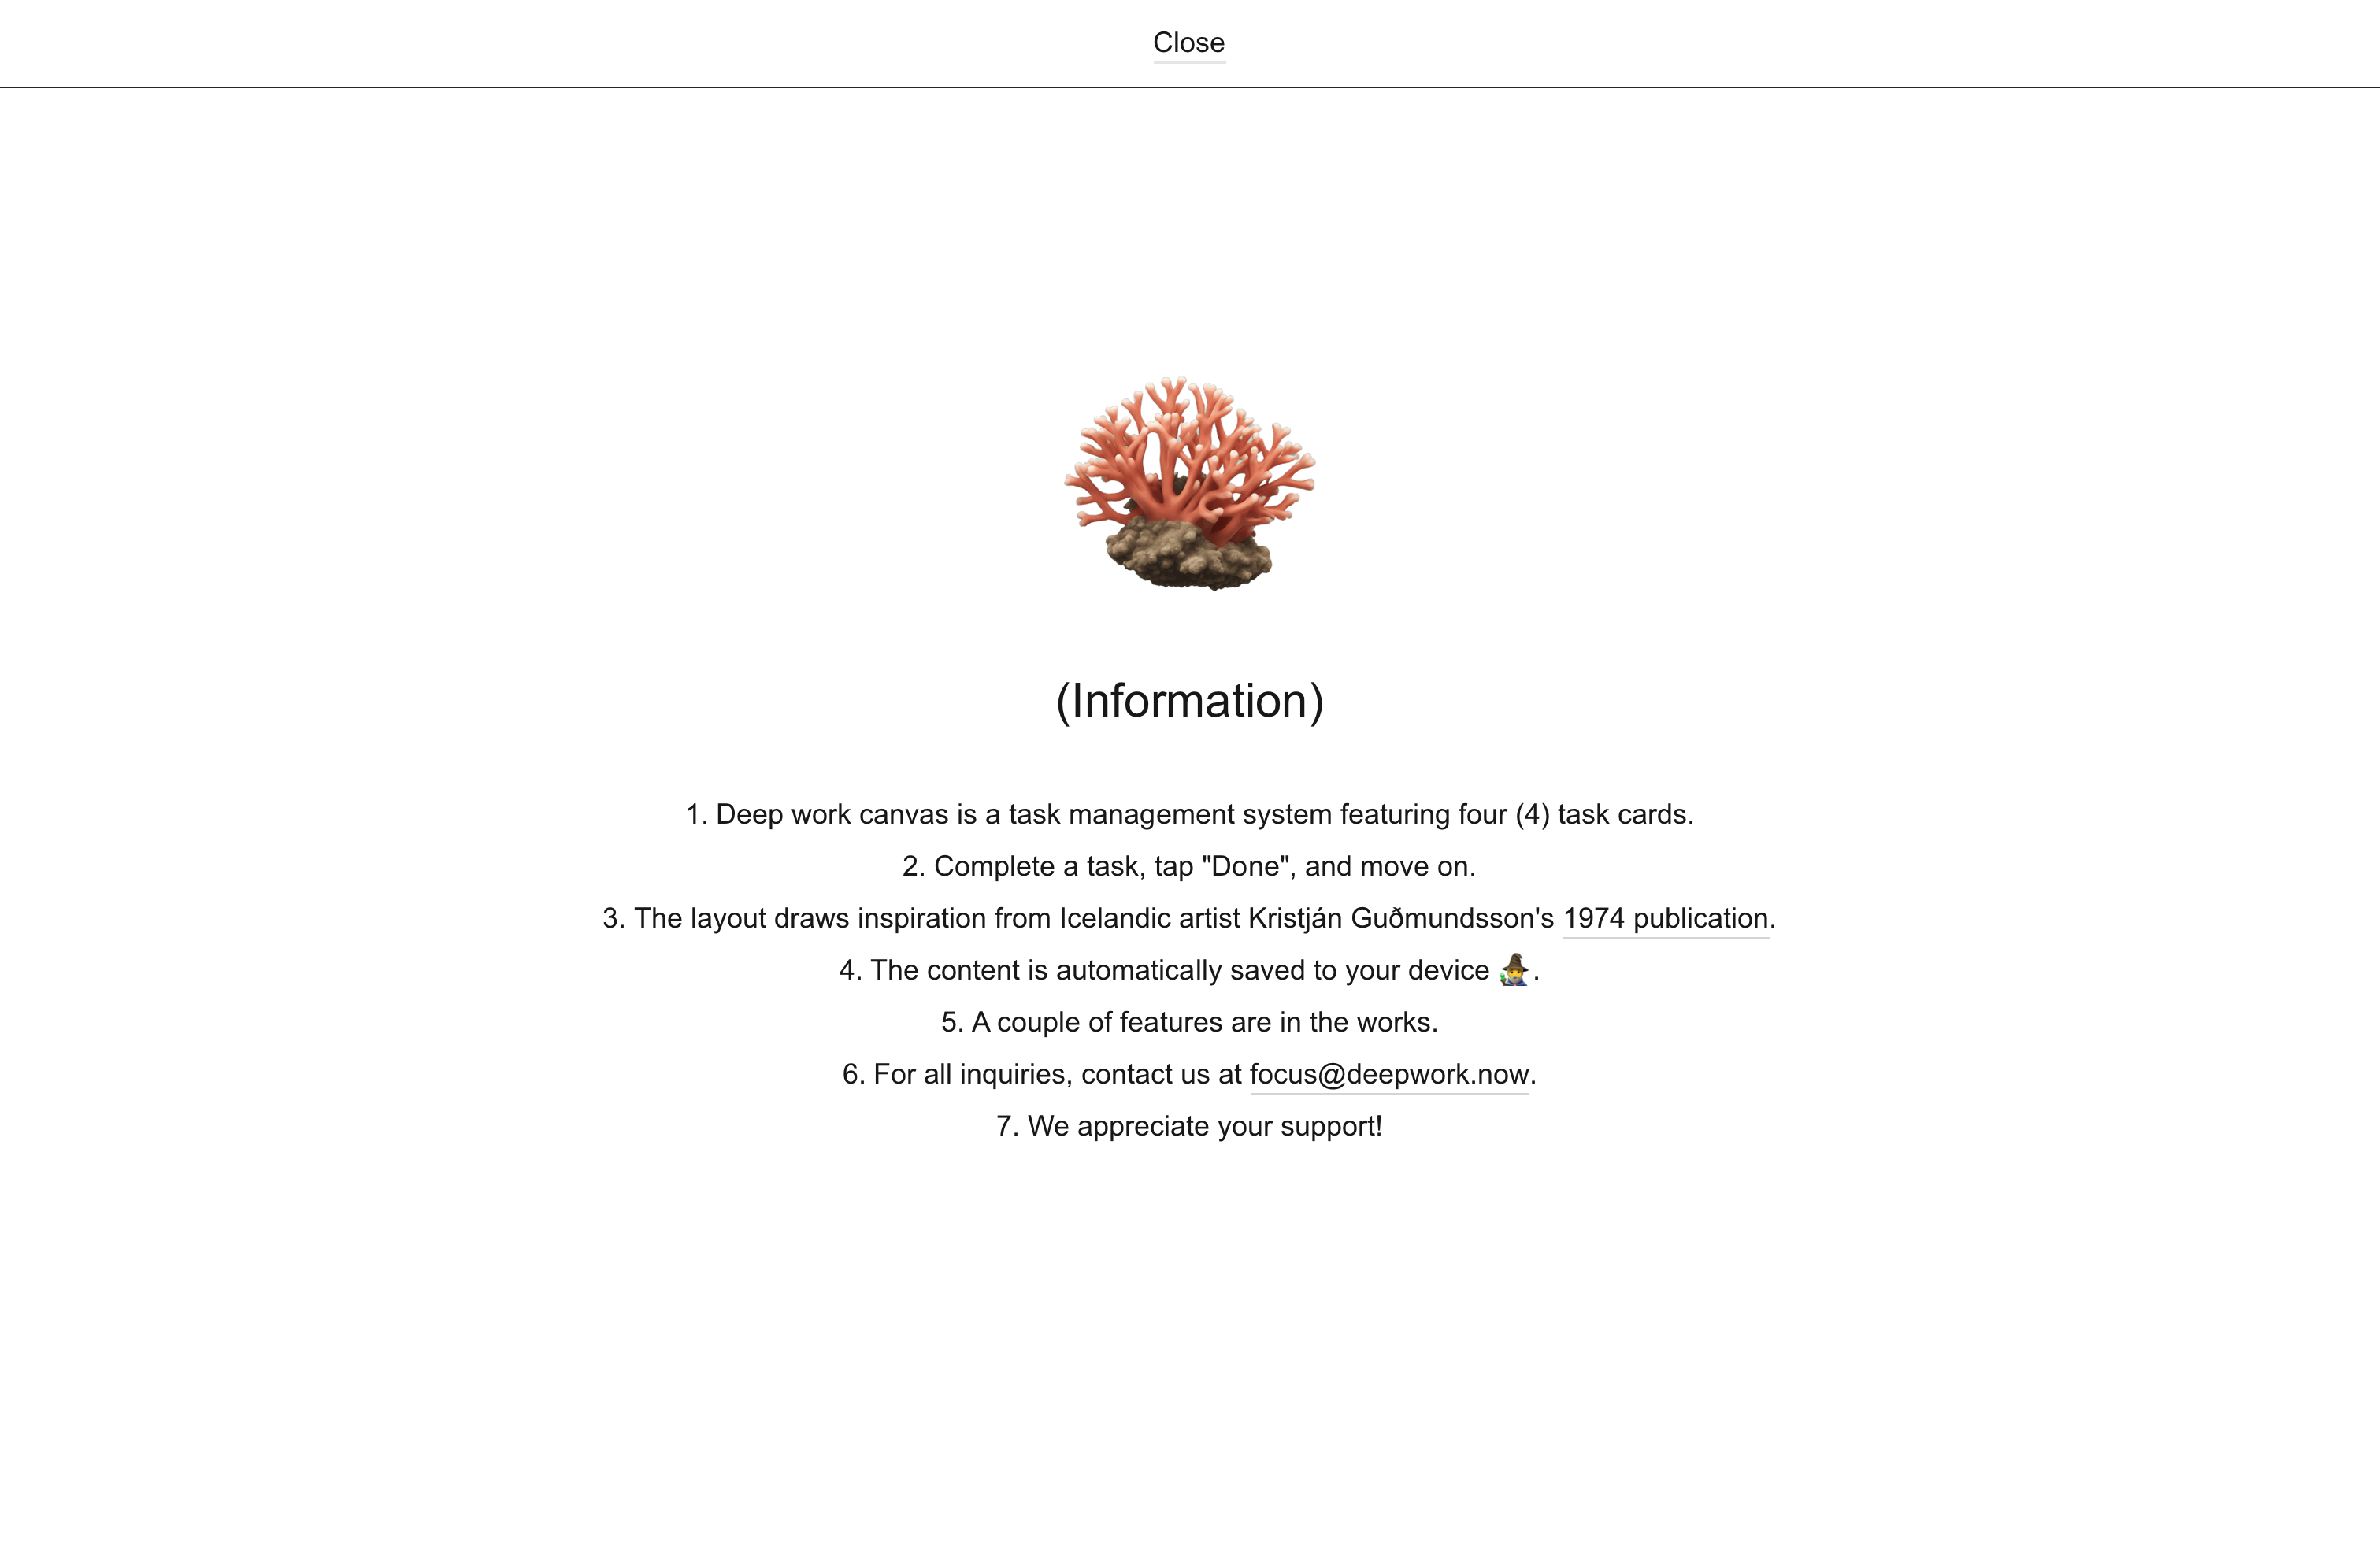 Close
(Information)
1. Deep work canvas is a task management system featuring four (4) task cards.
2. Complete a task, tap "Done", and move on.
3. The layout draws inspiration from Icelandic artist Kristján Guðmundsson's 1974 publication.
4. The content is automatically saved to your device 🧙‍♂️.
5. A couple of features are in the works.
6. For all inquiries, contact us at focus@deepwork.now.
7. We appreciate your support!